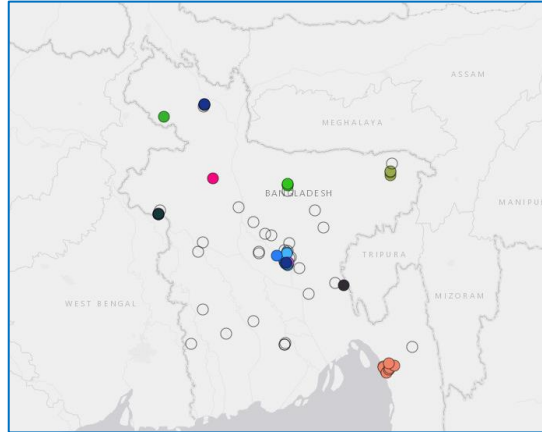 ASSAM
MEGHALAYA
BANGLADESH
MANIPU
TRIPURA
MIZORAM
WEST BENGAL